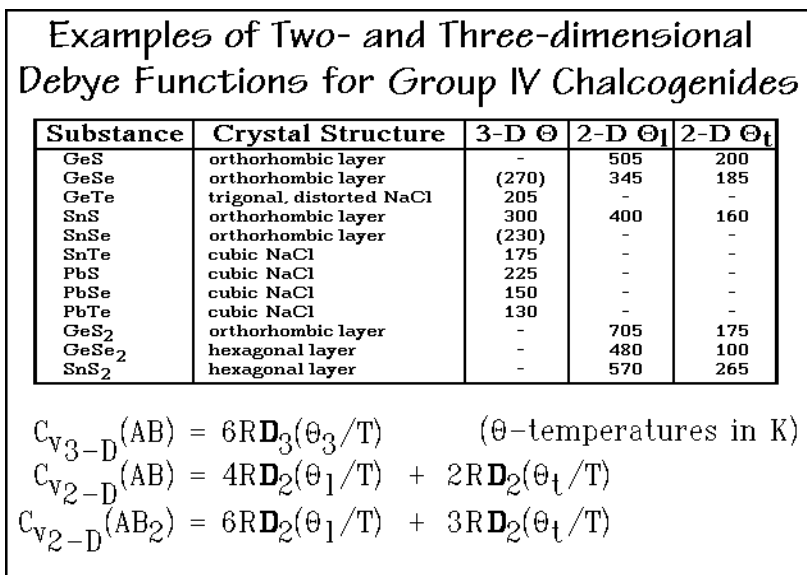 Examples of Two- and Three-dimensional
Debye Functions for Group IV Chalcogenides
Substance Crystal Structure 3-D Θ 2-D Θl 2-D Θt
GeS orthorhombic layer - 505 200
GeSe orthorhombic layer (270) 345 185
GeTe trigonal, distorted NaCl 205 - -
SnS orthorhombic layer 300 400 160
SnSe orthorhombic layer (230) - -
SnTe cubic NaCl 175 - -
PbS cubic NaCl 225 - -
PbSe cubic NaCl 150 - -
PbTe cubic NaCl 130 - -
GeS2 orthorhombic layer - 705 175
GeSe2 hexagonal layer - 480 100
SnS2 hexagonal layer - 570 265
Cv3-D(AB) = 6RD3(Θ3/T) (Θ-temperatures in K)
Cv2-D(AB) = 4RD2(Θl/T) + 2RD2(Θt/T)
Cv2-D(AB2) = 6RD2(Θl/T) + 3RD2(Θt/T)